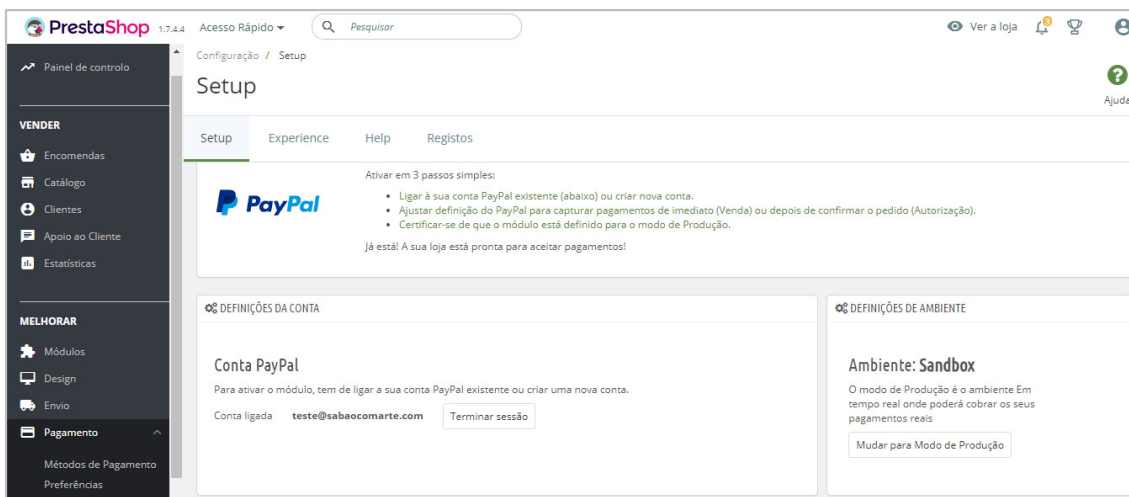 PrestaShop 1.7.4.4 Acesso Rápido Pesquisar Ver a loja 3
Painel de controlo
VENDER
Encomendas
Catálogo
Clientes
Apoio ao Cliente
Estatísticas
MELHORAR
Módulos
Design
Envio
Pagamento
Métodos de Pagamento
Preferências
Configuração / Setup
Setup
Ajuda
Setup Experience Help Registos
PayPal
Ativar em 3 passos simples:
Ligar à sua conta PayPal existente (abaixo) ou criar nova conta.
Ajustar definição do PayPal para capturar pagamentos de imediato (Venda) ou depois de confirmar o pedido (Autorização).
Certificar-se de que o módulo está definido para o modo de Produção.
Já está! A sua loja está pronta para aceitar pagamentos!
DEFINIÇÕES DA CONTA
Conta PayPal
Para ativar o módulo, tem de ligar a sua conta PayPal existente ou criar uma nova conta.
Conta ligada teste@sabaocomarte.com Terminar sessão
DEFINIÇÕES DE AMBIENTE
Ambiente: Sandbox
O modo de Produção é o ambiente Em
tempo real onde poderá cobrar os seus
pagamentos reais
Mudar para Modo de Produção